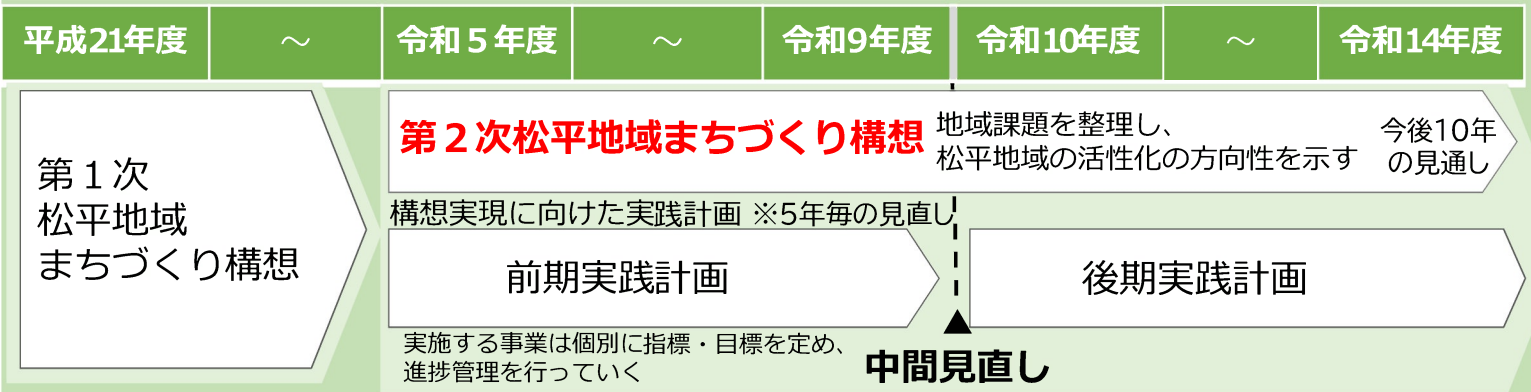 平成21年度 ～ 令和５年度 ～ 令和9年度 令和10年度 ～ 令和14年度
第１次
松平地域
まちづくり構想
第２次松平地域まちづくり構想
地域課題を整理し、
松平地域の活性化の方向性を示す
今後10年
の見通し
構想実現に向けた実践計画 ※5年毎の見直し
前期実践計画
後期実践計画
実施する事業は個別に指標・目標を定め、
進捗管理を行っていく
▲
中間見直し